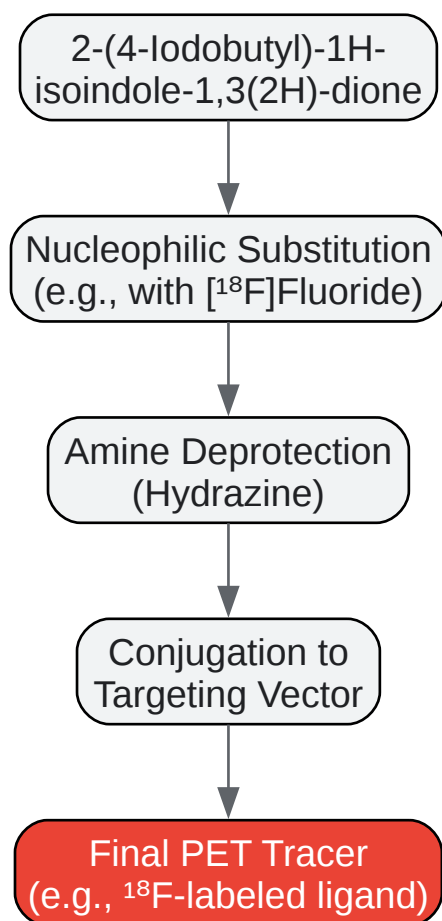 2-(4-Iodobutyl)-1H-
isoindole-1,3(2H)-dione
Nucleophilic Substitution
(e.g., with [¹⁸F]Fluoride)
Amine Deprotection
(Hydrazine)
Conjugation to
Targeting Vector
Final PET Tracer
(e.g., ¹⁸F-labeled ligand)